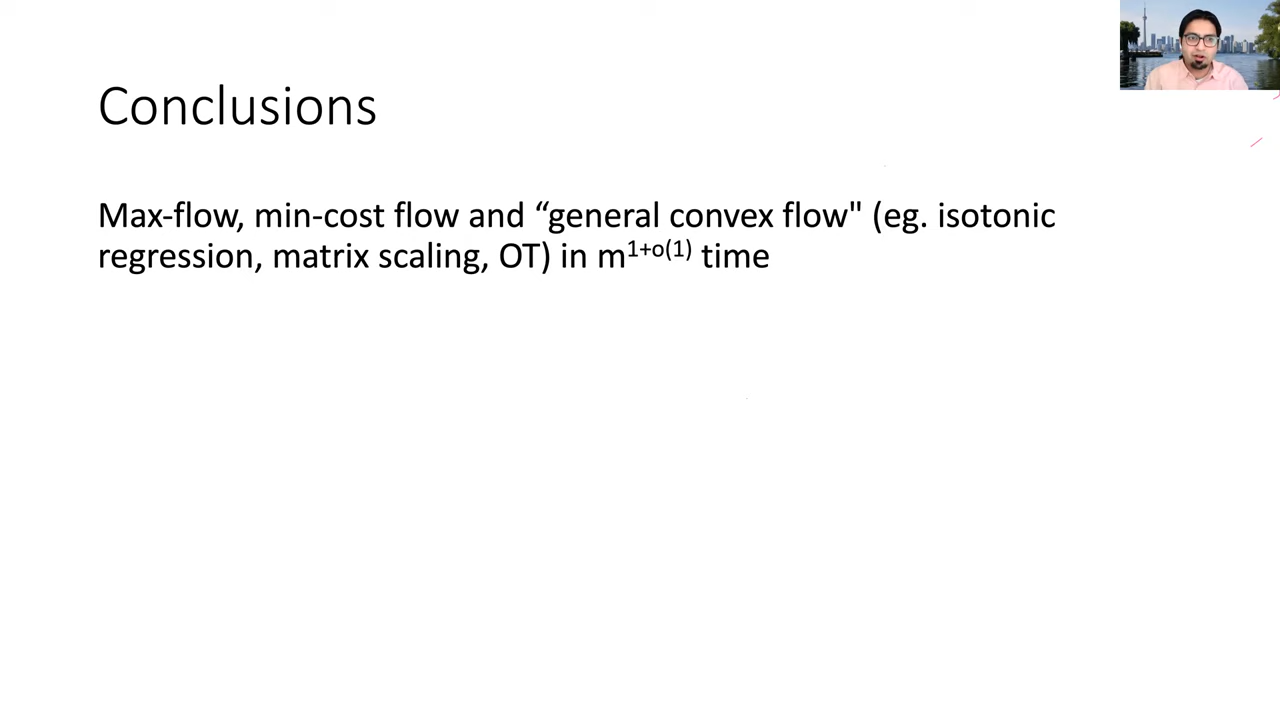 Conclusions
Max-flow, min-cost flow and “general convex flow" (eg. isotonic
regression, matrix scaling, OT) in m^{1+o(1)} time